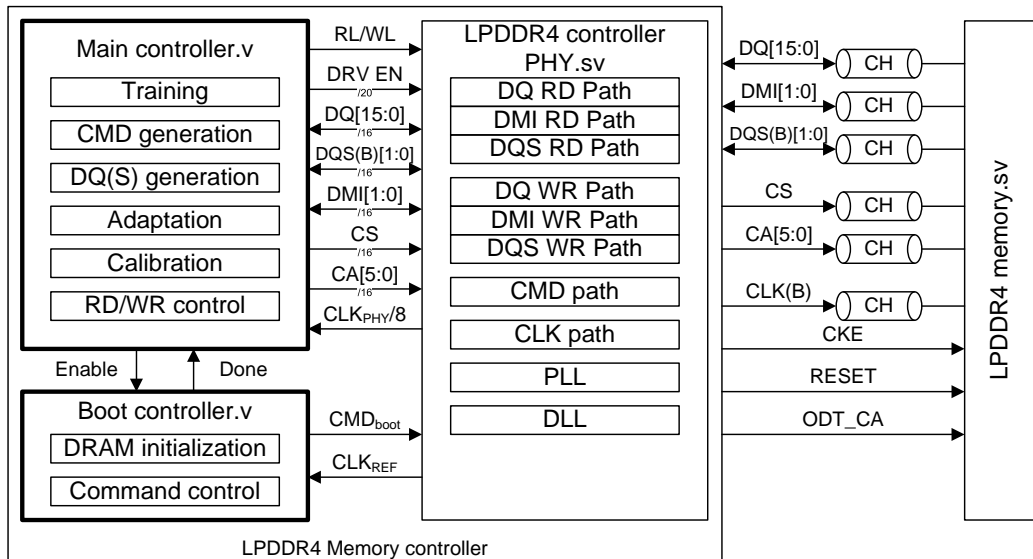 Main controller.v
Training
CMD generation
DQ(S) generation
Adaptation
Calibration
RD/WR control
Enable
Done
Boot controller.v
DRAM initialization
Command control
RL/WL
DRV EN
/20
DQ[15:0]
/16
DQS(B)[1:0]
/16
DMI[1:0]
/16
CS
/16
CA[5:0]
/16
CLKPHY/8
CMDboot
CLKREF
LPDDR4 controller
PHY.sv
DQ RD Path
DMI RD Path
DQS RD Path
DQ WR Path
DMI WR Path
DQS WR Path
CMD path
CLK path
PLL
DLL
LPDDR4 Memory controller
DQ[15:0]
CH
DMI[1:0]
CH
DQS(B)[1:0]
CH
CS
CH
CA[5:0]
CH
CLK(B)
CH
CKE
RESET
ODT_CA
LPDDR4 memory.sv